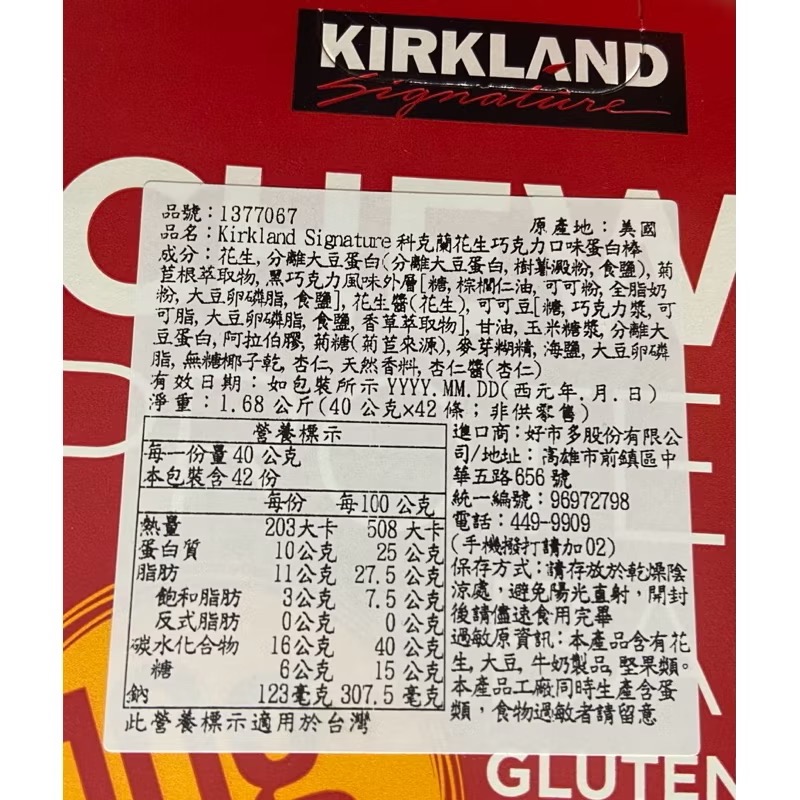 KIRKLAND
Signature
CHEW
品號：1377067
原產地：美國
品名：Kirkland Signature 科克蘭花生巧克力口味蛋白棒
成分：花生, 分離大豆蛋白(分離大豆蛋白, 樹薯澱粉, 食鹽), 菊
苣根萃取物, 黑巧克力風味外層[糖, 棕櫚仁油, 可可粉, 全脂奶
粉, 大豆卵磷脂, 食鹽], 花生醬(花生), 可可豆[糖, 巧克力漿, 可
可脂, 大豆卵磷脂, 食鹽, 香草萃取物], 甘油, 玉米糖漿, 分離大
豆蛋白, 阿拉伯膠, 菊糖(菊苣來源), 麥芽糊精, 海鹽, 大豆卵磷
脂, 無糖椰子乾, 杏仁, 天然香料, 杏仁醬(杏仁)
有效日期：如包裝所示 YYYY.MM.DD(西元年.月.日)
淨重：1.68 公斤(40 公克×42 條；非供零售)
營養標示
每一份量 40 公克
本包裝含 42 份
每份 每 100 公克
熱量 203大卡 508 大卡
蛋白質 10公克 25 公克
脂肪 11公克 27.5 公克
飽和脂肪 3公克 7.5 公克
反式脂肪 0公克 0 公克
碳水化合物 16公克 40 公克
糖 6公克 15 公克
鈉 123毫克 307.5 毫克
此營養標示適用於台灣
進口商：好市多股份有限公
司/地址：高雄市前鎮區中
華五路 656 號
統一編號：96972798
電話：449-9909
(手機撥打請加 02)
保存方式：請存放於乾燥陰
涼處，避免陽光直射，開封
後請儘速食用完畢
過敏原資訊：本產品含有花
生, 大豆, 牛奶製品, 堅果類。
本產品工廠同時生產含蛋
類，食物過敏者請留意
GLUTEN